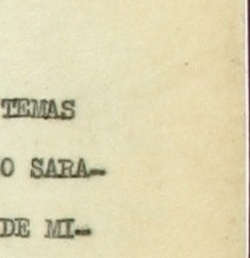 TEMAS
O SARA-
DE MI-